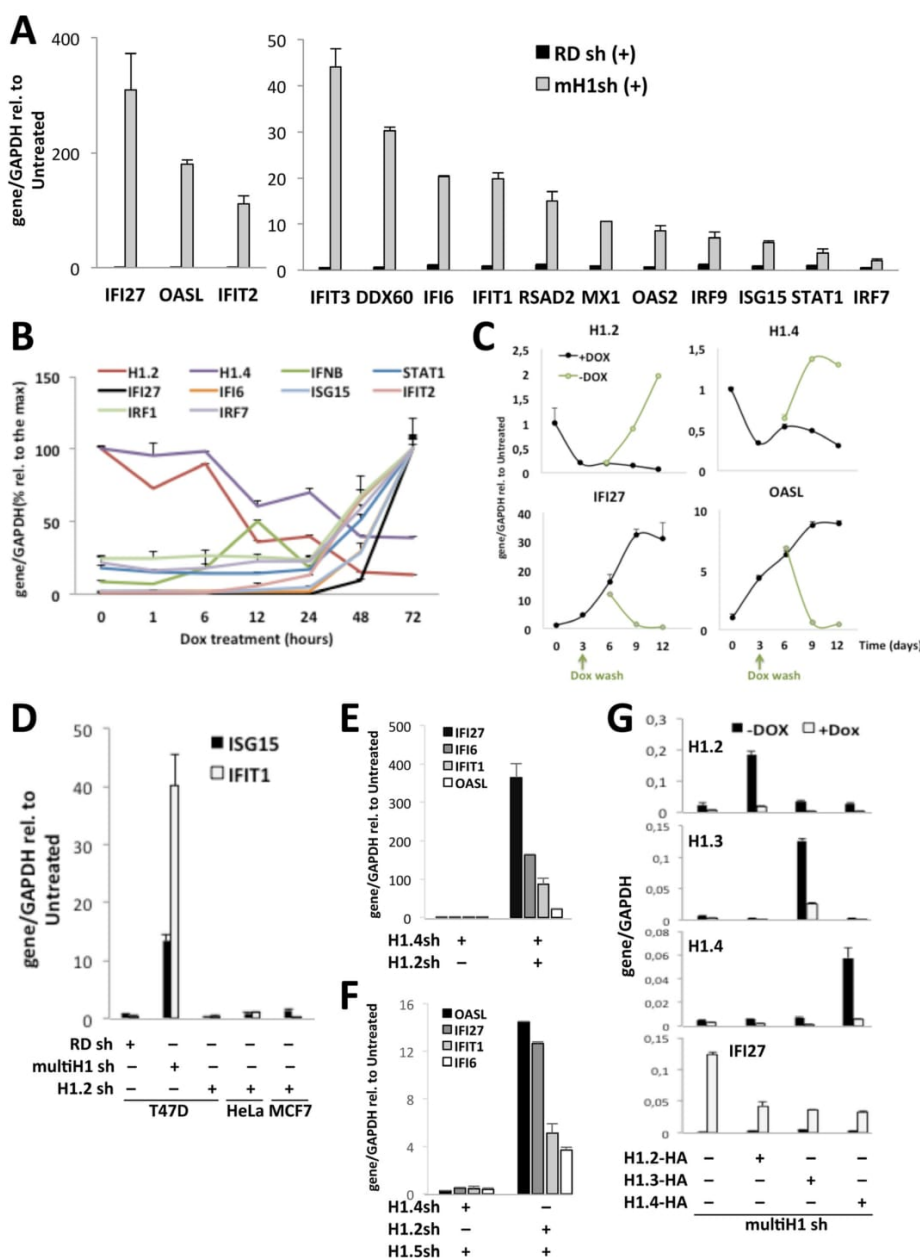 A
gene/GAPDH rel. to
Untreated
400
200
0
50
40
30
20
10
0
RD sh (+)
mH1sh (+)
IFI27 OASL IFIT2
IFIT3 DDX60 IFI6 IFIT1 RSAD2 MX1 OAS2 IRF9 ISG15 STAT1 IRF7
B
gene/GAPDH(% rel. to the max)
H1.2 H1.4 IFNB STAT1
IFI27 IFI6 ISG15 IFIT2
IRF1 IRF7
150
100
50
0
0 1 6 12 24 48 72
Dox treatment (hours)
C
gene/GAPDH rel. to Untreated
H1.2
2,5
2
1,5
1
0,5
0
+DOX
-DOX
H1.4
1,5
1
0,5
0
IFI27
40
30
20
10
0
0 3 6 9 12
Dox wash
OASL
10
5
0
0 3 6 9 12 Time (days)
Dox wash
D
gene/GAPDH rel. to
Untreated
50
40
30
20
10
0
ISG15
IFIT1
RD sh + – – – –
multiH1 sh – + – – –
H1.2 sh – – + + +
T47D HeLa MCF7
E
gene/GAPDH rel. to Untreated
500
400
300
200
100
0
IFI27
IFI6
IFIT1
OASL
H1.4sh + +
H1.2sh – +
F
gene/GAPDH rel. to Untreated
16
12
8
4
0
OASL
IFI27
IFIT1
IFI6
H1.4sh + –
H1.2sh – +
H1.5sh + +
G
gene/GAPDH
-DOX +Dox
H1.2
0,3
0,2
0,1
0
H1.3
0,15
0,1
0,05
0
H1.4
0,08
0,06
0,04
0,02
0
IFI27
0,15
0,1
0,05
0
H1.2-HA – + – –
H1.3-HA – – + –
H1.4-HA – – – +
multiH1 sh